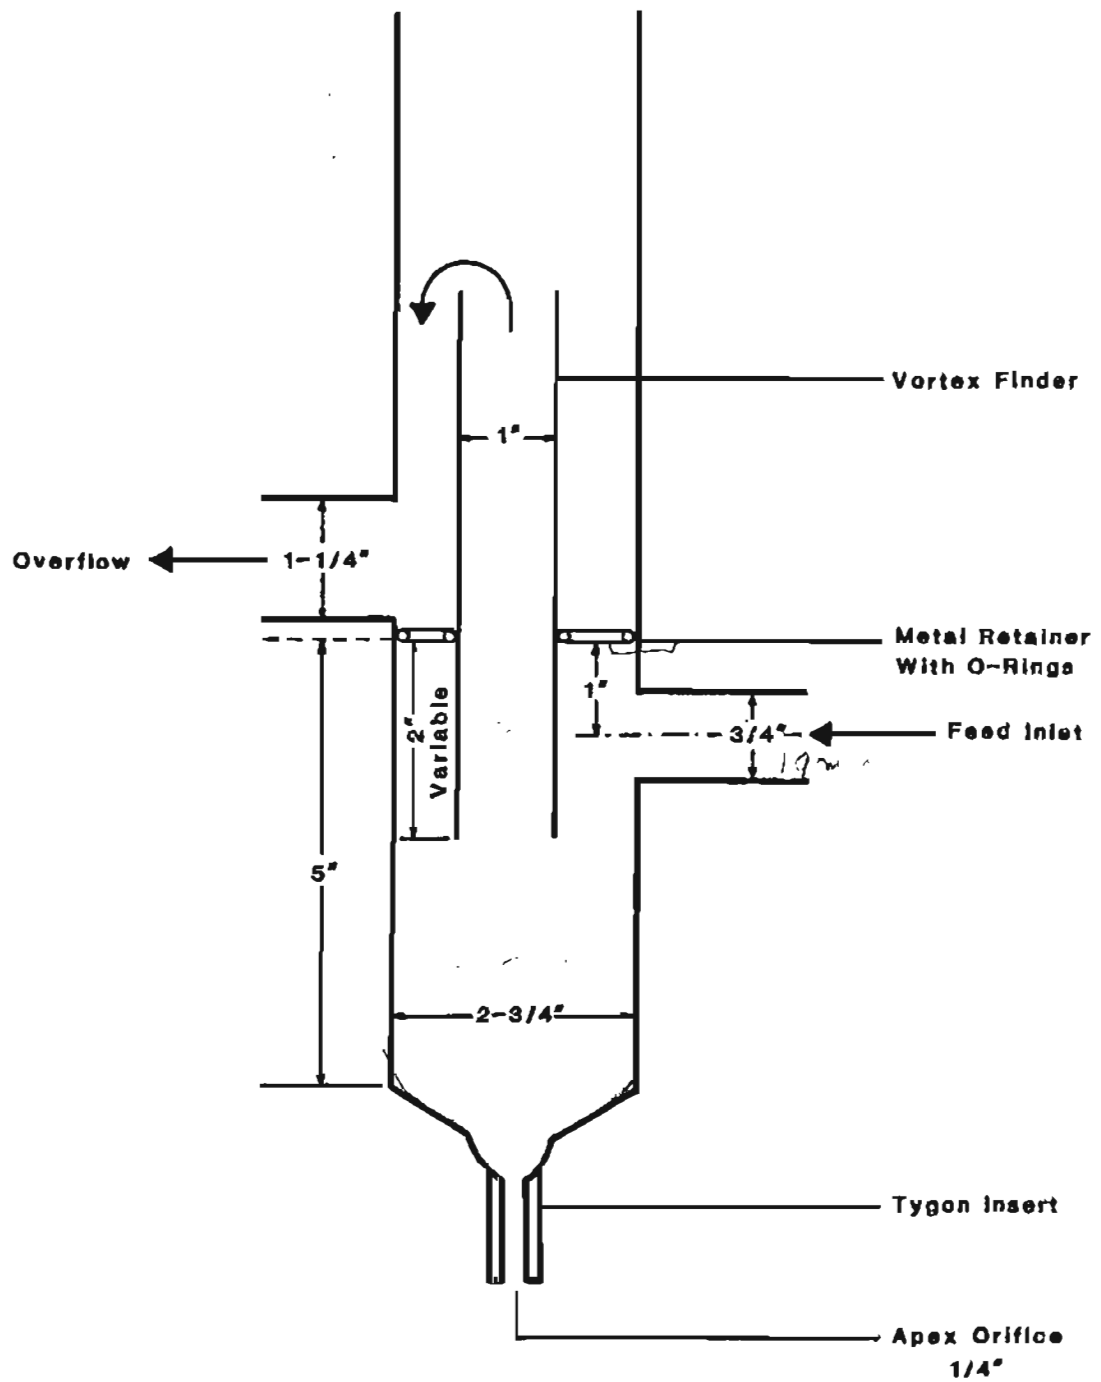 Vortex Finder
1"
Overflow
1-1/4"
Metal Retainer
With O-Rings
1"
2"
Variable
3/4"
Feed Inlet
5"
2-3/4"
Tygon Insert
Apex Orifice
1/4"